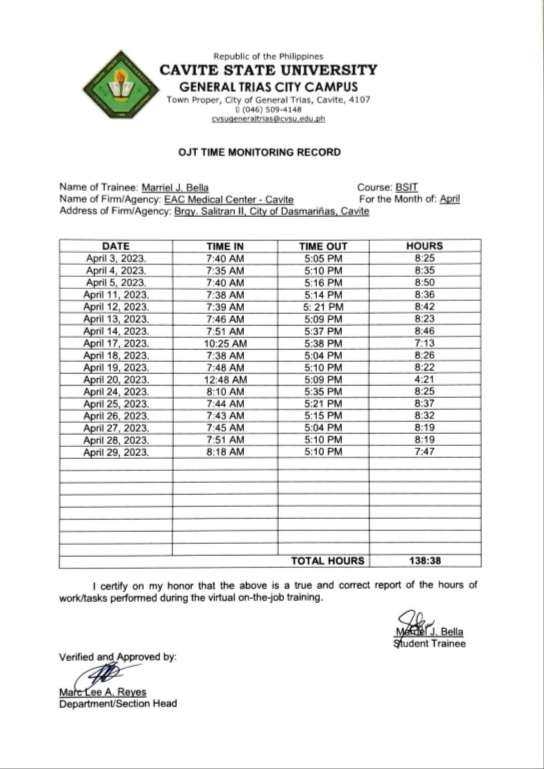 Republic of the Philippines
CAVITE STATE UNIVERSITY
GENERAL TRIAS CITY CAMPUS
Town Proper, City of General Trias, Cavite, 4107
(046) 509-4148
cvsugeneraltrias@cvsu.edu.ph
OJT TIME MONITORING RECORD
Name of Trainee: Marriel J. Bella Course: BSIT
Name of Firm/Agency: EAC Medical Center - Cavite For the Month of: April
Address of Firm/Agency: Brgy. Salitran II, City of Dasmariñas, Cavite
DATE TIME IN TIME OUT HOURS
April 3, 2023. 7:40 AM 5:05 PM 8:25
April 4, 2023. 7:35 AM 5:10 PM 8:35
April 5, 2023. 7:40 AM 5:16 PM 8:50
April 11, 2023. 7:38 AM 5:14 PM 8:36
April 12, 2023. 7:39 AM 5: 21 PM 8:42
April 13, 2023. 7:46 AM 5:09 PM 8:23
April 14, 2023. 7:51 AM 5:37 PM 8:46
April 17, 2023. 10:25 AM 5:38 PM 7:13
April 18, 2023. 7:38 AM 5:04 PM 8:26
April 19, 2023. 7:48 AM 5:10 PM 8:22
April 20, 2023. 12:48 AM 5:09 PM 4:21
April 24, 2023. 8:10 AM 5:35 PM 8:25
April 25, 2023. 7:44 AM 5:21 PM 8:37
April 26, 2023. 7:43 AM 5:15 PM 8:32
April 27, 2023. 7:45 AM 5:04 PM 8:19
April 28, 2023. 7:51 AM 5:10 PM 8:19
April 29, 2023. 8:18 AM 5:10 PM 7:47
TOTAL HOURS 138:38
I certify on my honor that the above is a true and correct report of the hours of
work/tasks performed during the virtual on-the-job training.
Marriel J. Bella
Student Trainee
Verified and Approved by:
Marc Lee A. Reyes
Department/Section Head